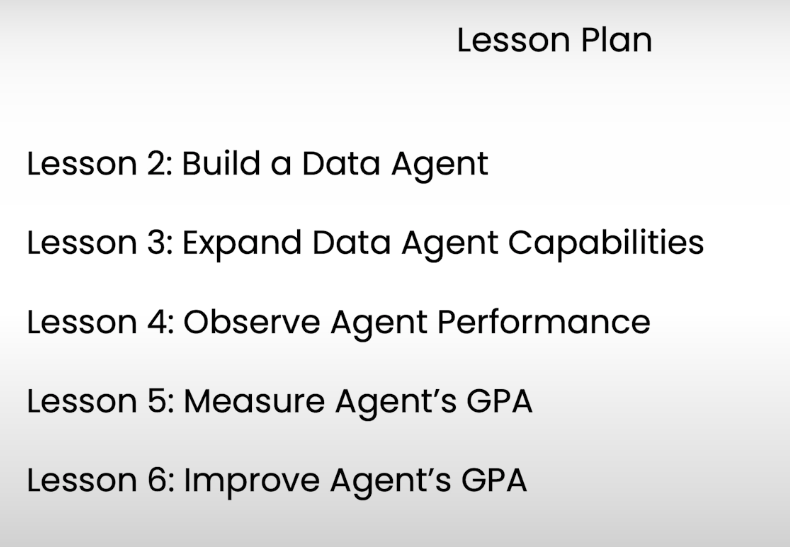 Lesson Plan
Lesson 2: Build a Data Agent
Lesson 3: Expand Data Agent Capabilities
Lesson 4: Observe Agent Performance
Lesson 5: Measure Agent’s GPA
Lesson 6: Improve Agent’s GPA